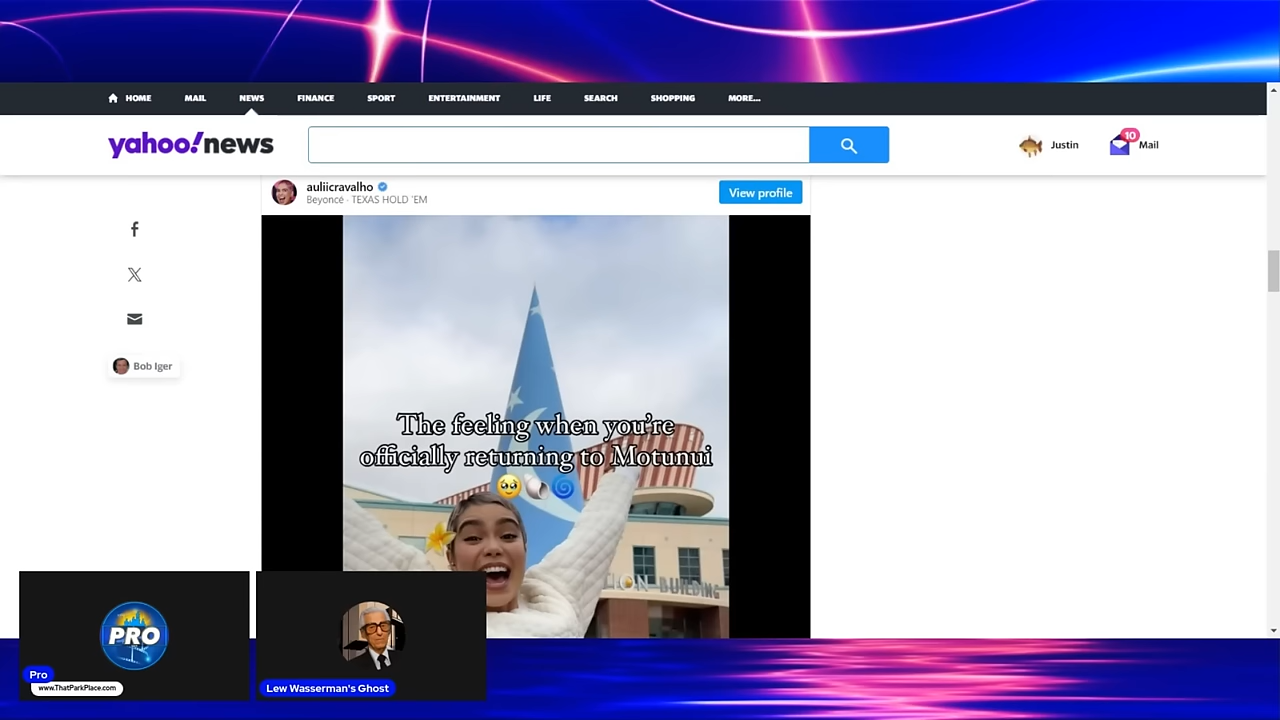 HOME MAIL NEWS FINANCE SPORT ENTERTAINMENT LIFE SEARCH SHOPPING MORE...
yahoo!news
Justin
10
Mail
auliicravalho
Beyoncé · TEXAS HOLD 'EM
View profile
Bob Iger
The feeling when you're
officially returning to Motunui
ION BUILDING
PRO
Pro
www.ThatParkPlace.com
Lew Wasserman's Ghost